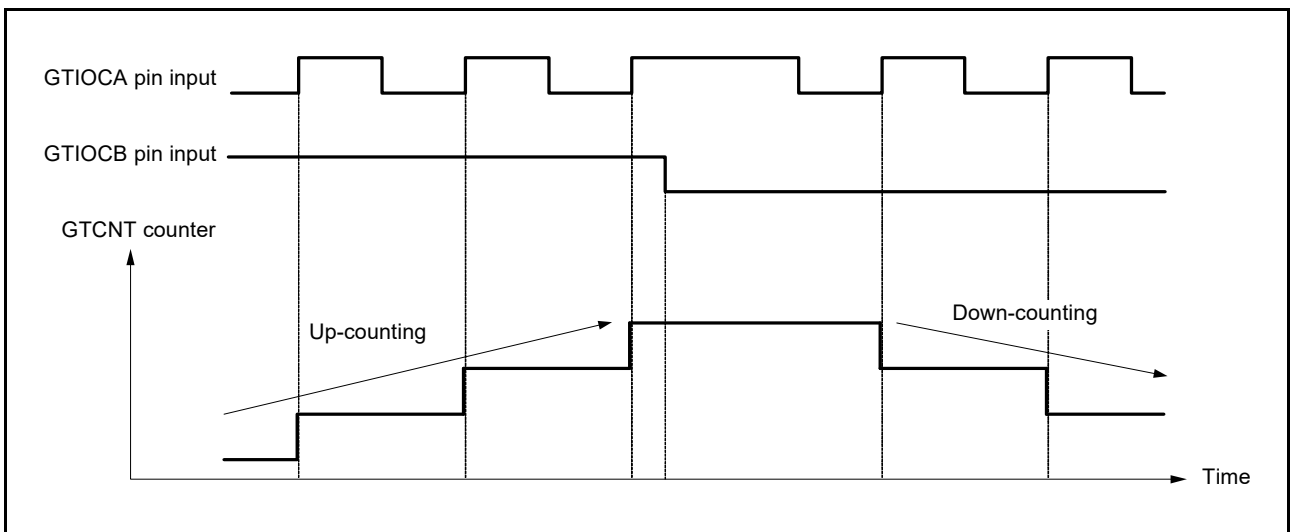 GTIOCA pin input
GTIOCB pin input
GTCNT counter
Up-counting
Down-counting
Time